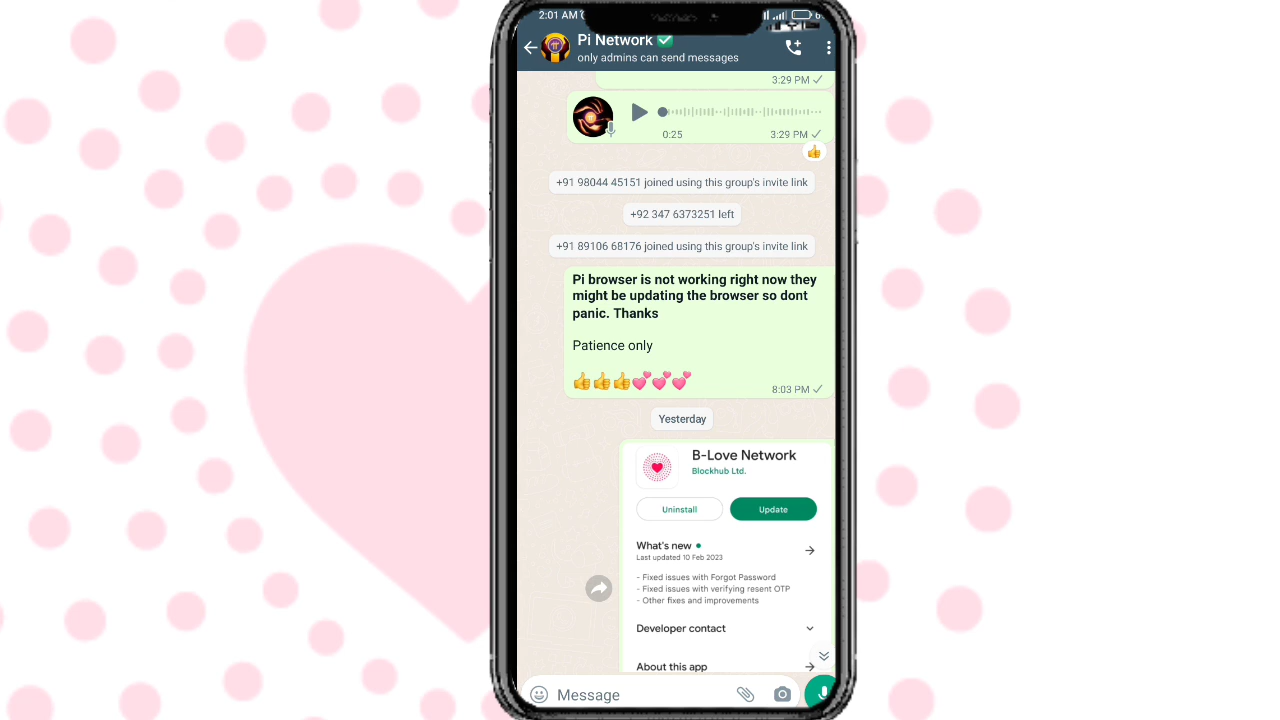 2:01 AM
Pi Network ✅
only admins can send messages
3:29 PM
0:25
3:29 PM
👍
+91 98044 45151 joined using this group's invite link
+92 347 6373251 left
+91 89106 68176 joined using this group's invite link
Pi browser is not working right now they
might be updating the browser so dont
panic. Thanks
Patience only
👍👍👍💕💕💕
8:03 PM
Yesterday
B-Love Network
Blockhub Ltd.
Uninstall
Update
What's new
Last updated 10 Feb 2023
- Fixed issues with Forgot Password
- Fixed issues with verifying resent OTP
- Other fixes and improvements
Developer contact
About this app
Message